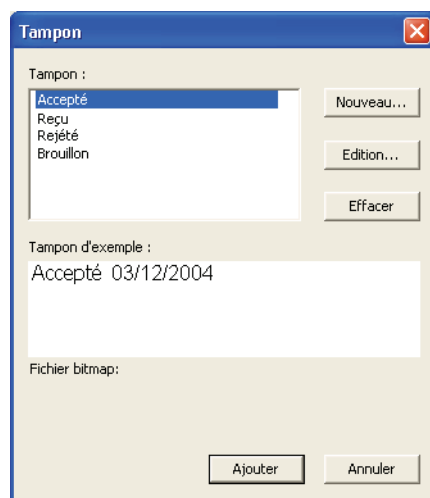 Tampon
Tampon :
Accepté
Reçu
Rejété
Brouillon
Nouveau...
Edition...
Effacer
Tampon d'exemple :
Accepté 03/12/2004
Fichier bitmap:
Ajouter
Annuler